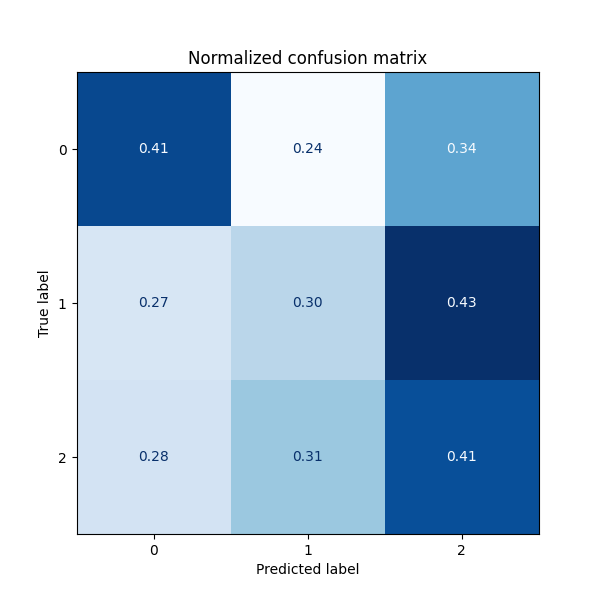 Normalized confusion matrix
True label
0 0.41 0.24 0.34
1 0.27 0.30 0.43
2 0.28 0.31 0.41
0 1 2
Predicted label